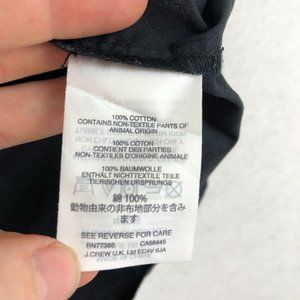 100% COTTON
CONTAINS NON-TEXTILE PARTS OF
ANIMAL ORIGIN
100% COTON
CONTIENT DES PARTIES
NON-TEXTILES D'ORIGINE ANIMALE
100% BAUMWOLLE
ENTHÄLT NICHTTEXTILE TEILE
TIERISCHEN URSPRUNGS
綿 100%
動物由来の非布地部分を含み
ます
SEE REVERSE FOR CARE
RN77388 CA56445
J.CREW U.K. Ltd EC4V 6JA